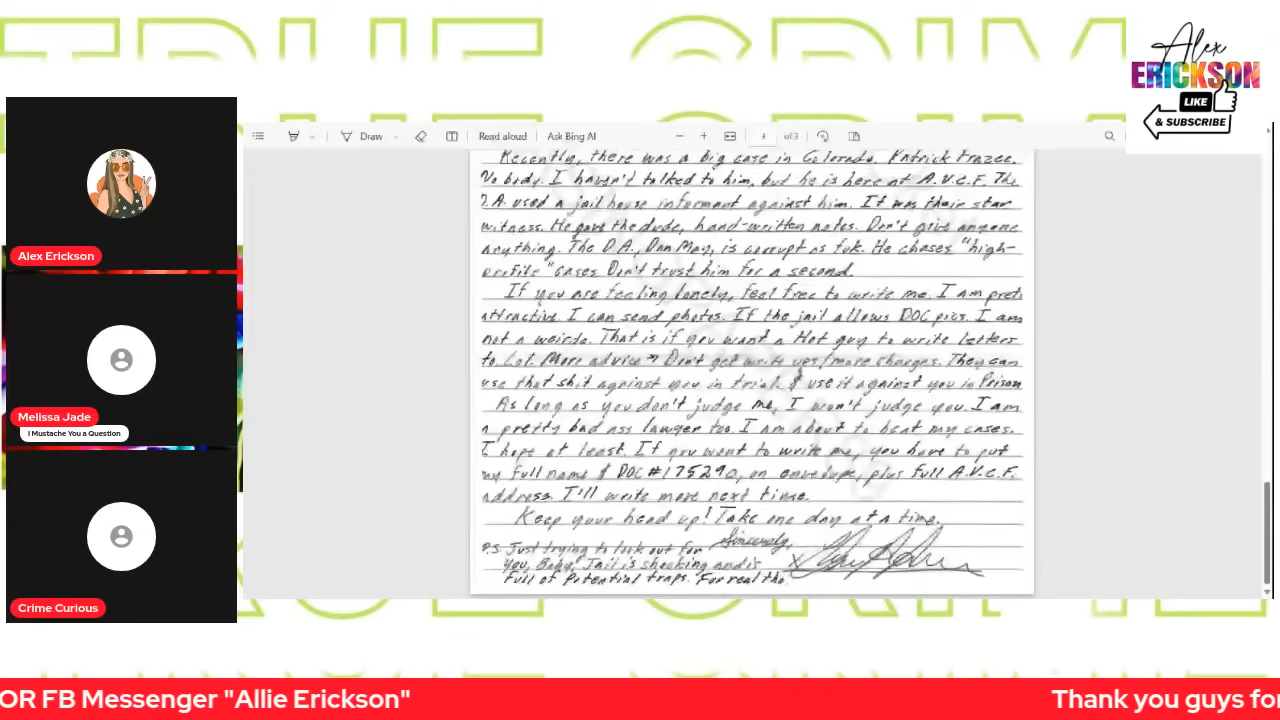 TRUE CRIME
Alex
ERICKSON
LIKE
& SUBSCRIBE
Draw
Read aloud
Ask Bing AI
3
of 3
Recently, there was a big case in Colorado. Patrick Frazee.
No body. I haven't talked to him, but he is here at A.V.C.F. The
D.A. used a jail house informant against him. It was their star
witness. He gave the dude, hand-written notes. Don't give anyone
anything. The D.A., Dan May, is corrupt as fuk. He chases "high-
profile" cases Don't trust him for a second.
If you are feeling lonely, feel free to write me. I am pret
attractive I can send photos. If the jail allows DOC pics. I am
not a weirdo. That is if you want a Hot guy to write letters
to Lol. More advice Don't get write ups/more charges. They can
use that shit against you in trial. & use it against you in Prison
As long as you don't judge me, I won't judge you. I am
a pretty bad ass lawyer too I am about to beat my cases.
I hope at least. If you want to write me, you have to put
my full name & DOC #175290, on envelope, plus full A.V.C.F.
address. I'll write more next time.
Keep your head up! Take one day at a time.
Sincerely,
P.S. Just trying to look out for
You, Baby. Jail is shocking and is
Full of Potential traps. For real tho.
X
Alex Erickson
Melissa Jade
I Mustache You a Question
Crime Curious
TRUE CRIME
OR FB Messenger "Allie Erickson"
Thank you guys for